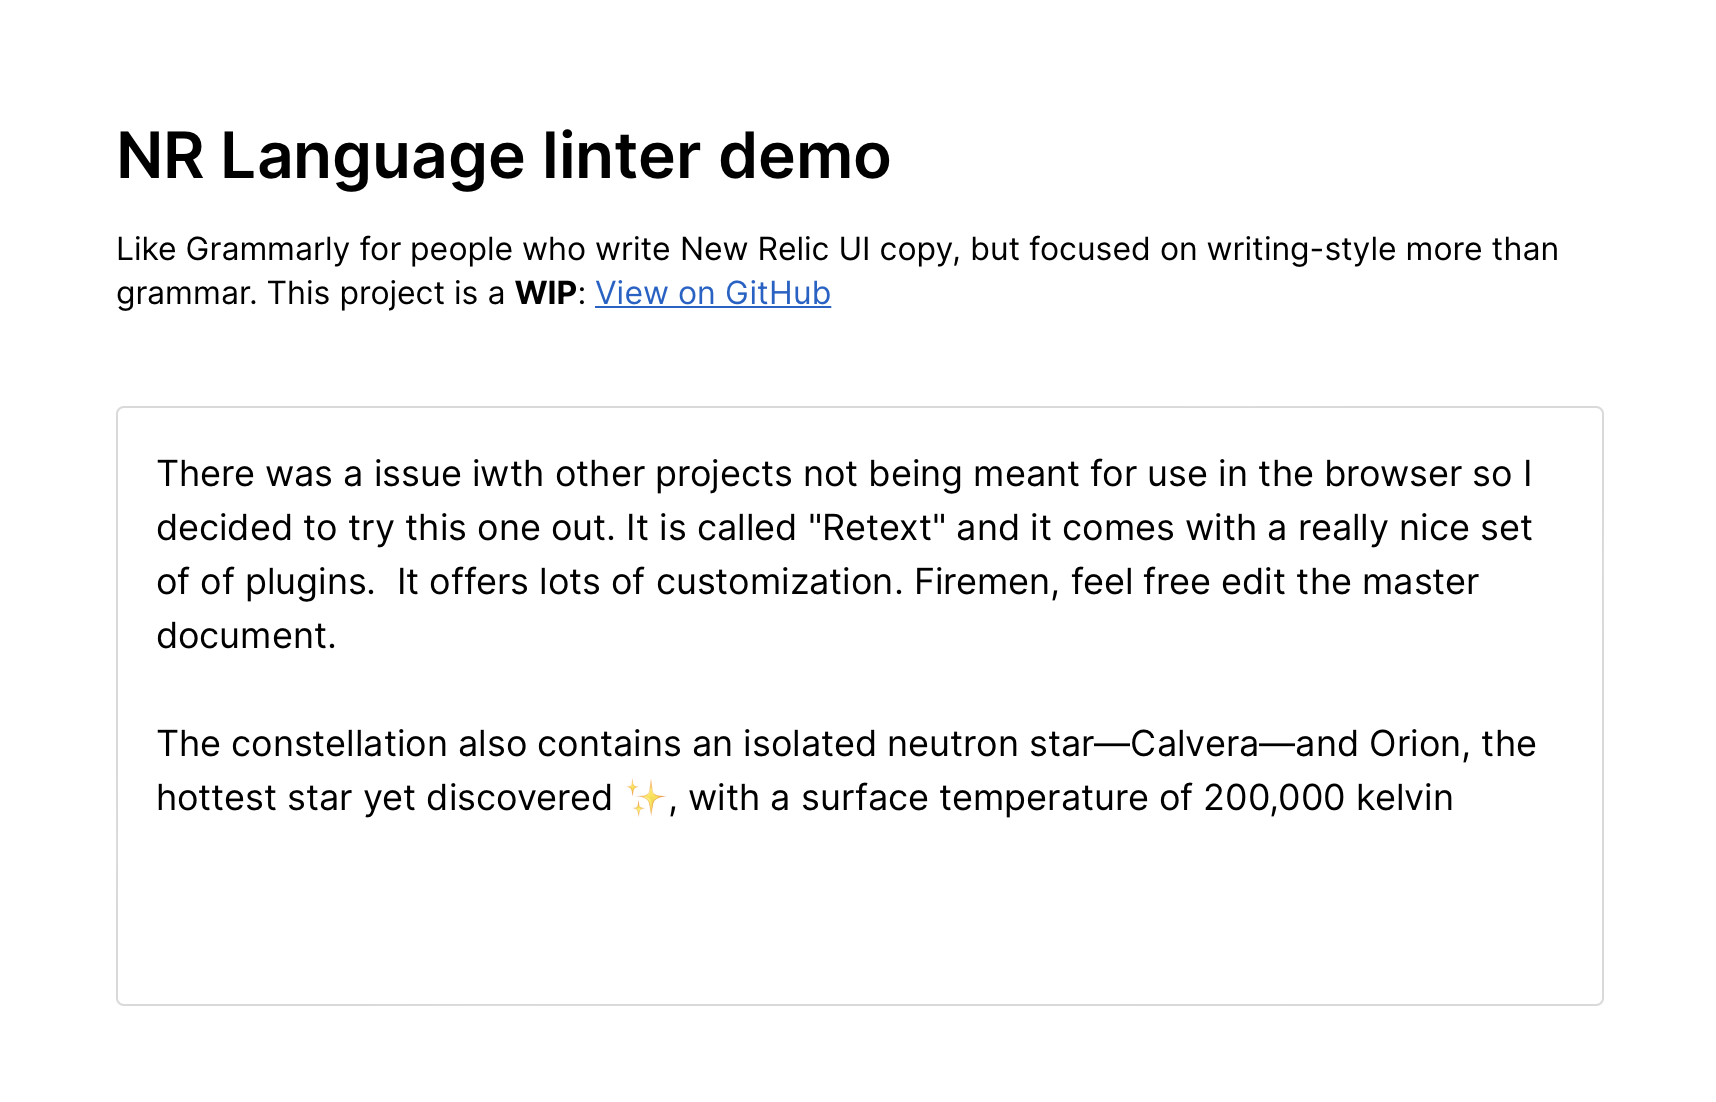 NR Language linter demo
Like Grammarly for people who write New Relic UI copy, but focused on writing-style more than
grammar. This project is a WIP: View on GitHub
There was a issue iwth other projects not being meant for use in the browser so I
decided to try this one out. It is called "Retext" and it comes with a really nice set
of of plugins.  It offers lots of customization. Firemen, feel free edit the master
document.
The constellation also contains an isolated neutron star—Calvera—and Orion, the
hottest star yet discovered ✨, with a surface temperature of 200,000 kelvin